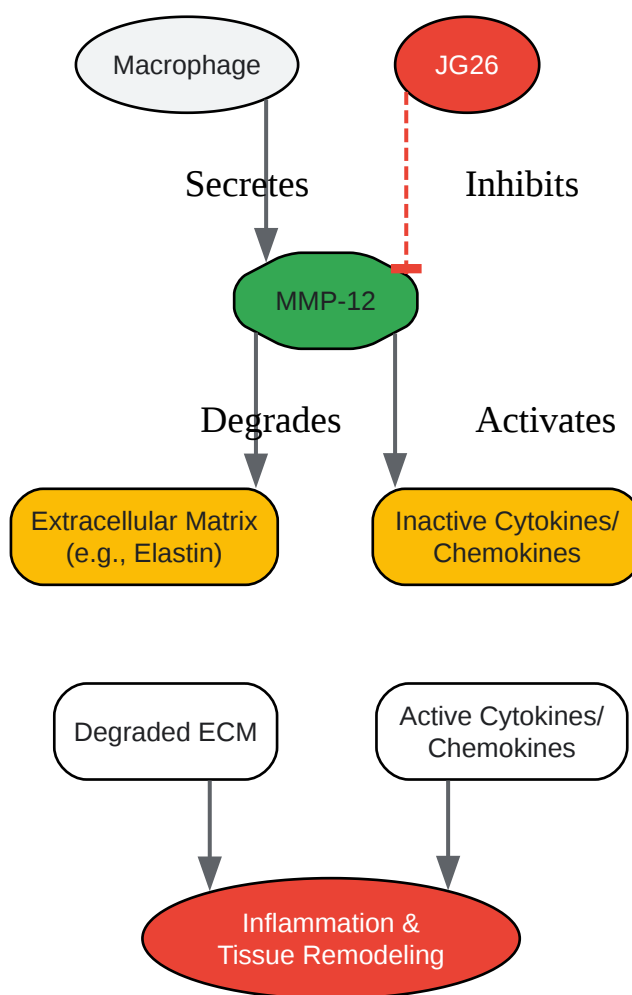 Macrophage
JG26
Secretes
Inhibits
MMP-12
Degrades
Activates
Extracellular Matrix
(e.g., Elastin)
Inactive Cytokines/
Chemokines
Degraded ECM
Active Cytokines/
Chemokines
Inflammation &
Tissue Remodeling